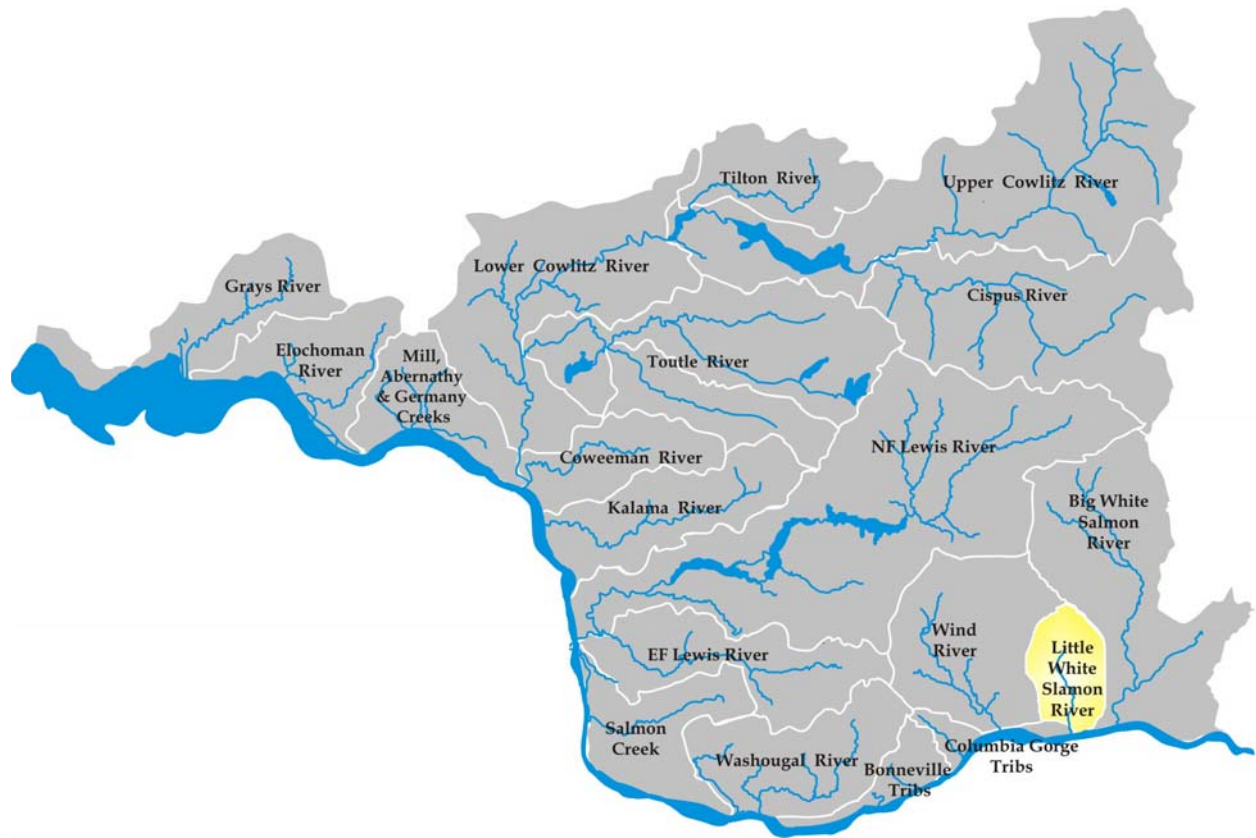 Tilton River
Upper Cowlitz River
Lower Cowlitz River
Grays River
Cispus River
Elochoman
River
Mill,
Abernathy
& Germany
Creeks
Toutle River
Coweeman River
NF Lewis River
Kalama River
Big White
Salmon
River
Wind
River
EF Lewis River
Little
White
Slamon
River
Salmon
Creek
Washougal River
Bonneville
Tribs
Columbia Gorge
Tribs